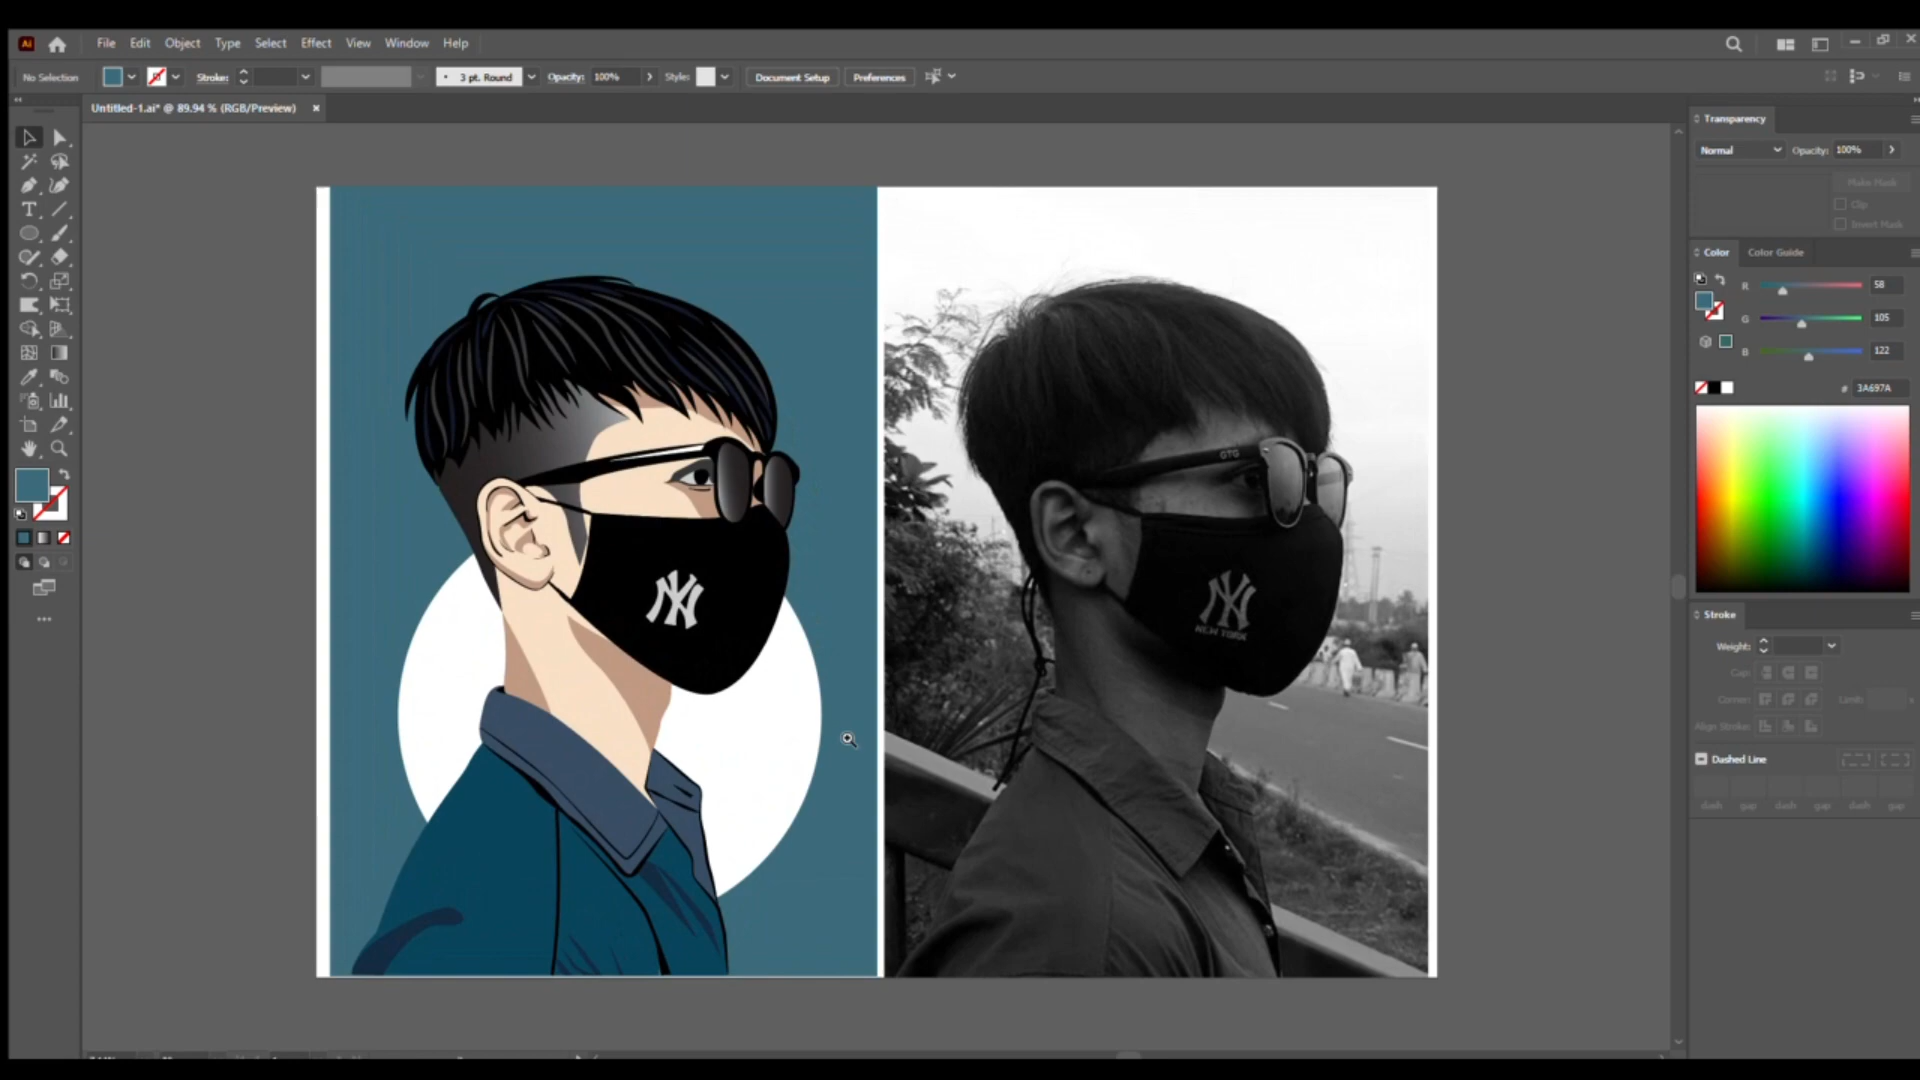 Ai File Edit Object Type Select Effect View Window Help
No Selection Stroke: 3 pt. Round Opacity: 100% Style: Document Setup Preferences
Untitled-1.ai* @ 89.94 % (RGB/Preview) ×
Transparency
Normal Opacity: 100%
Make Mask
Clip
Invert Mask
Color Color Guide
R 58
G 105
B 122
# 3A697A
Stroke
Weight:
Cap:
Corner: Limit: x
Align Stroke:
Dashed Line
dash gap dash gap dash gap
GTG
NY
NY
NEW YORK